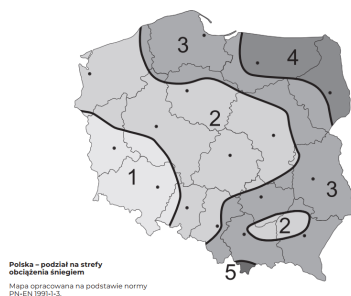 3
4
2
1
3
2
5
Polska – podział na strefy
obciążenia śniegiem
Mapa opracowana na podstawie normy
PN-EN 1991-1-3.